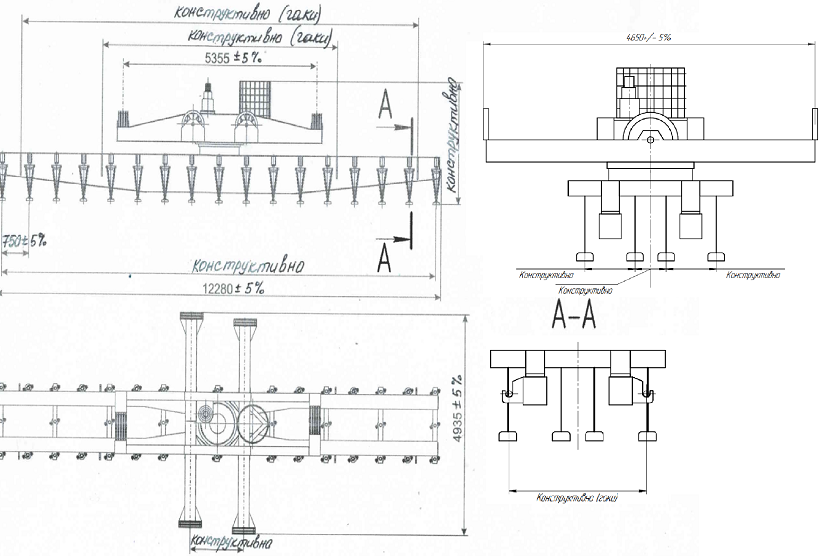 конструктивно (гаки)
конструктивно (гаки)
5355 ±5%
А
конструктивно
А
750±5%
конструктивно
12280 ±5%
4935 ±5%
конструктивно
4650+/- 5%
Конструктивно
Конструктивно
Конструктивно
А-А
Конструктивно (гаки)